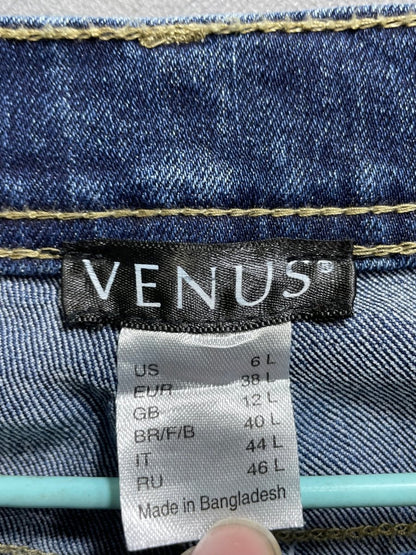 VENUS®
US 6 L
EUR 38 L
GB 12 L
BR/F/B 40 L
IT 44 L
RU 46 L
Made in Bangladesh